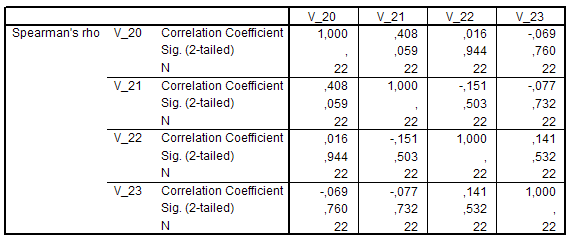 V_20 V_21 V_22 V_23
Spearman's rho V_20 Correlation Coefficient 1,000 ,408 ,016 -,069
Sig. (2-tailed) , ,059 ,944 ,760
N 22 22 22 22
V_21 Correlation Coefficient ,408 1,000 -,151 -,077
Sig. (2-tailed) ,059 , ,503 ,732
N 22 22 22 22
V_22 Correlation Coefficient ,016 -,151 1,000 ,141
Sig. (2-tailed) ,944 ,503 , ,532
N 22 22 22 22
V_23 Correlation Coefficient -,069 -,077 ,141 1,000
Sig. (2-tailed) ,760 ,732 ,532 ,
N 22 22 22 22